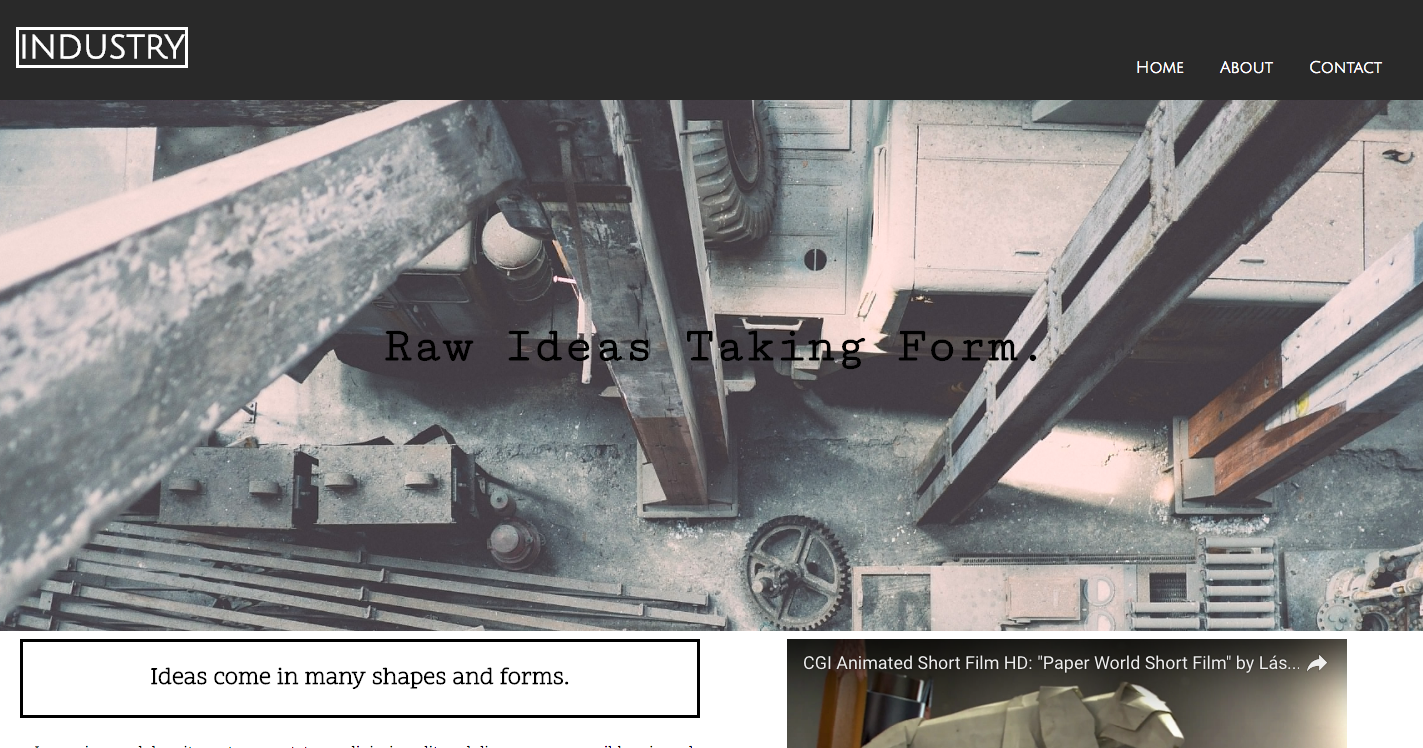 INDUSTRY
Home About Contact
Raw Ideas Taking Form.
Ideas come in many shapes and forms.
CGI Animated Short Film HD: "Paper World Short Film" by Lás...